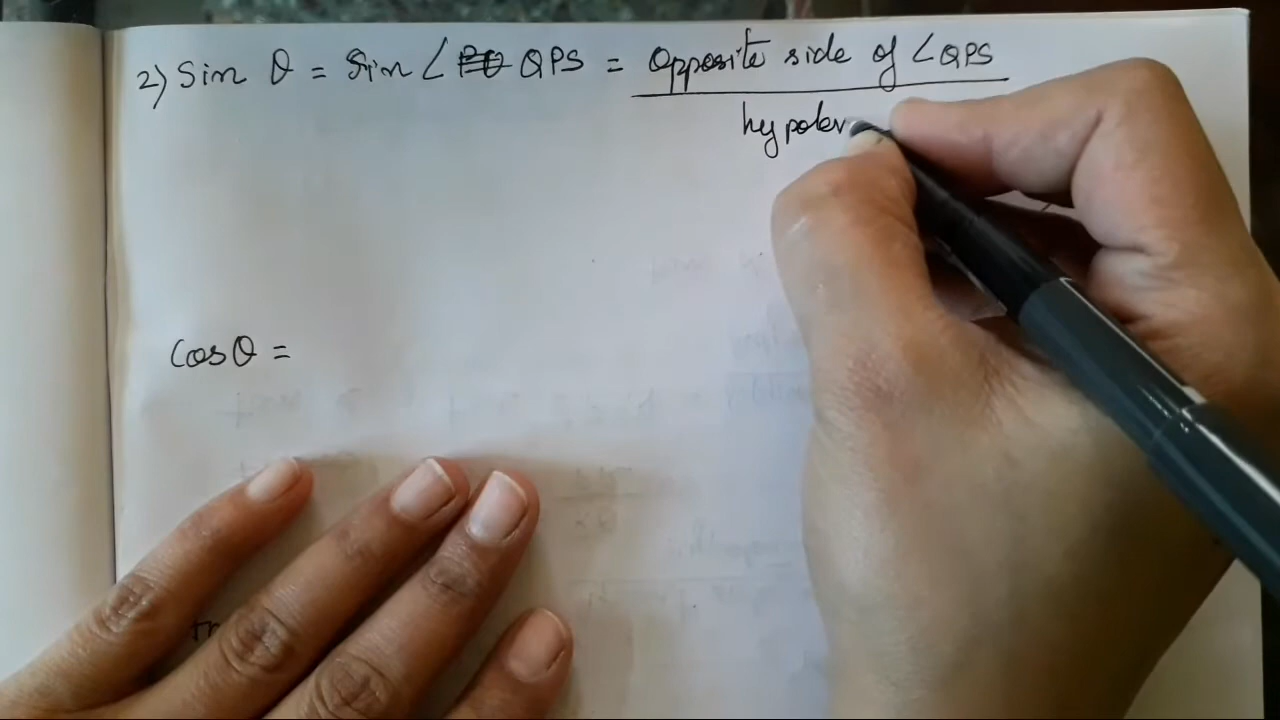 2) Sin θ = Sin ∠ QPS = Opposite side of ∠QPS
hypoten
cos θ =